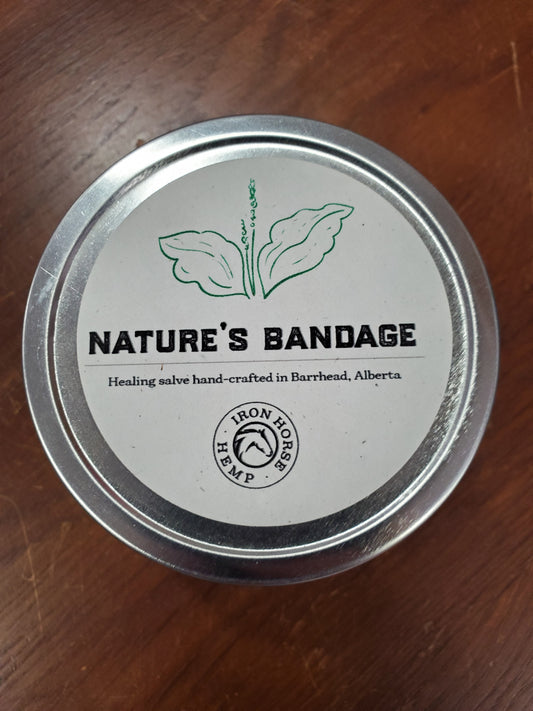 NATURE'S BANDAGE
Healing salve hand-crafted in Barrhead, Alberta
· IRON HORSE ·
HEMP